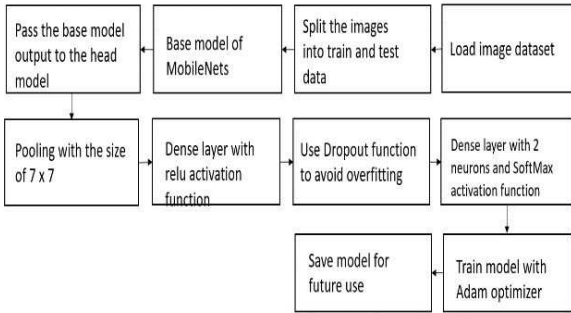 Pass the base model
output to the head
model
Base model of
MobileNets
Split the images
into train and test
data
Load image dataset
Pooling with the size
of 7 x 7
Dense layer with
relu activation
function
Use Dropout function
to avoid overfitting
Dense layer with 2
neurons and SoftMax
activation function
Save model for
future use
Train model with
Adam optimizer